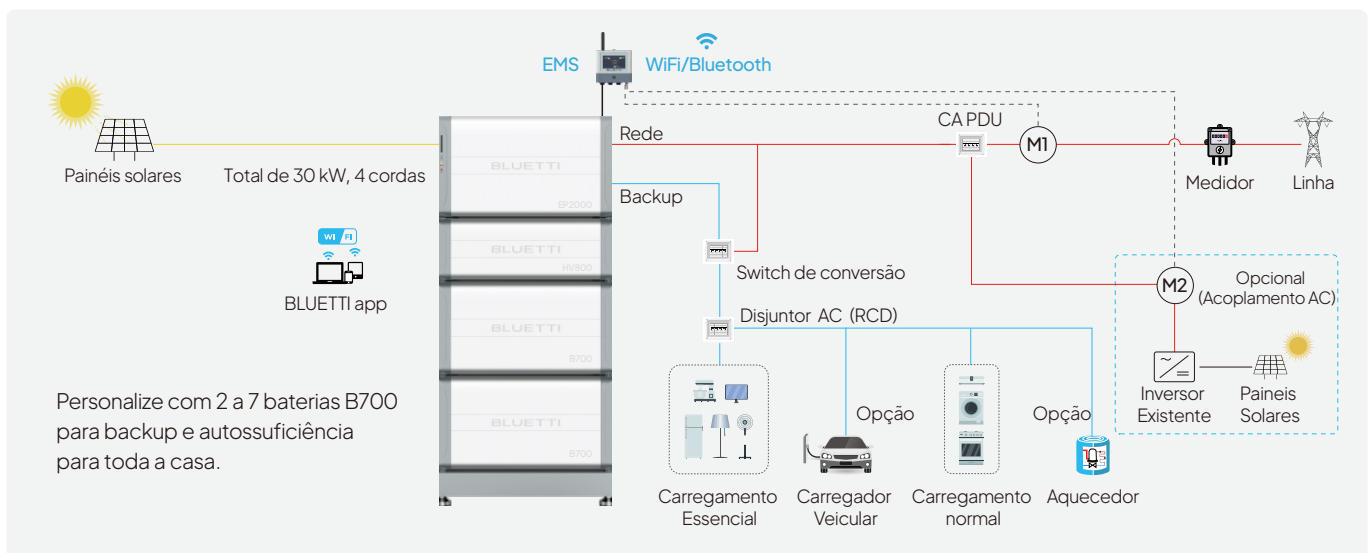 EMS
WiFi/Bluetooth
Painéis solares
Total de 30 kW, 4 cordas
WI FI
BLUETTI app
Personalize com 2 a 7 baterias B700
para backup e autossuficiência
para toda a casa.
BLUETTI
EP2000
BLUETTI
HV800
BLUETTI
B700
BLUETTI
B700
Rede
Backup
CA PDU
M1
Medidor
Linha
Switch de conversão
Disjuntor AC (RCD)
M2
Opcional
(Acoplamento AC)
Inversor
Existente
Paineis
Solares
Opção
Opção
Carregamento
Essencial
Carregador
Veicular
Carregamento
normal
Aquecedor